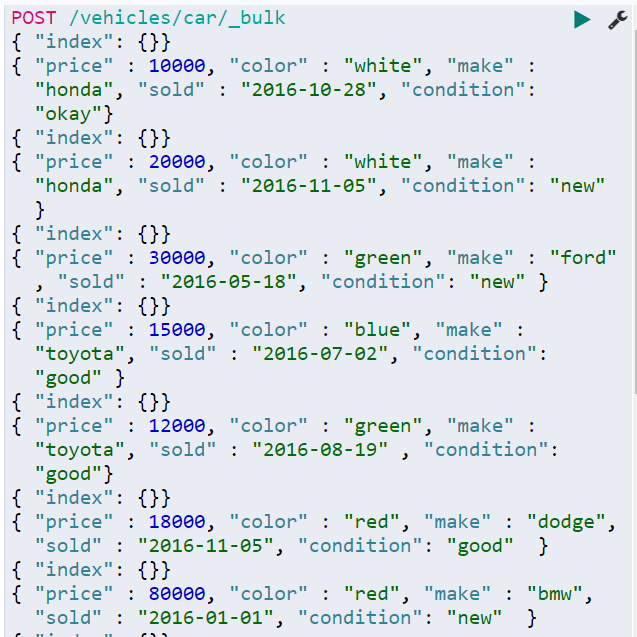 POST /vehicles/car/_bulk
{ "index": {}}
{ "price" : 10000, "color" : "white", "make" :
"honda", "sold" : "2016-10-28", "condition":
"okay"}
{ "index": {}}
{ "price" : 20000, "color" : "white", "make" :
"honda", "sold" : "2016-11-05", "condition": "new"
}
{ "index": {}}
{ "price" : 30000, "color" : "green", "make" : "ford"
, "sold" : "2016-05-18", "condition": "new" }
{ "index": {}}
{ "price" : 15000, "color" : "blue", "make" :
"toyota", "sold" : "2016-07-02", "condition":
"good" }
{ "index": {}}
{ "price" : 12000, "color" : "green", "make" :
"toyota", "sold" : "2016-08-19" , "condition":
"good"}
{ "index": {}}
{ "price" : 18000, "color" : "red", "make" : "dodge",
"sold" : "2016-11-05", "condition": "good"  }
{ "index": {}}
{ "price" : 80000, "color" : "red", "make" : "bmw",
"sold" : "2016-01-01", "condition": "new"  }
{ "index": {}}